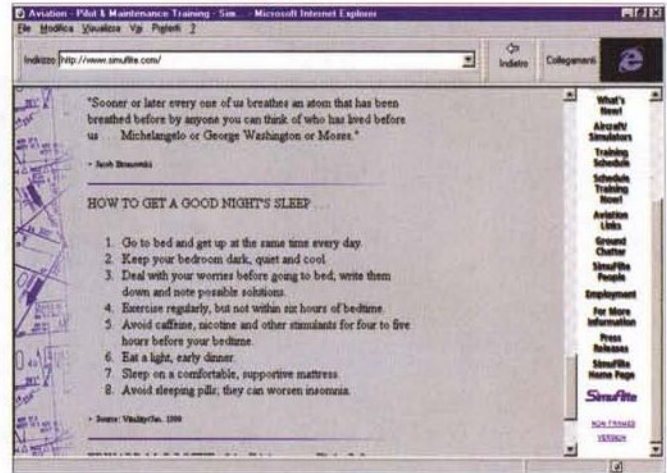 Aviation - Pilot & Maintenance Training - Sim... - Microsoft Internet Explorer
File Modifica Visualizza Vai Preferiti ?
Indirizzo http://www.simuflite.com/
Indietro
Collegamenti
"Sooner or later every one of us breathes an atom that has been
breathed before by anyone you can think of who has lived before
us . . . Michelangelo or George Washington or Moses."
- Jacob Bronowski
HOW TO GET A GOOD NIGHT'S SLEEP . . .
1. Go to bed and get up at the same time every day.
2. Keep your bedroom dark, quiet and cool.
3. Deal with your worries before going to bed; write them
down and note possible solutions.
4. Exercise regularly, but not within six hours of bedtime.
5. Avoid caffeine, nicotine and other stimulants for four to five
hours before your bedtime.
6. Eat a light, early dinner.
7. Sleep on a comfortable, supportive mattress.
8. Avoid sleeping pills; they can worsen insomnia.
What's
New!
Aircraft/
Simulators
Training
Schedule
Schedule
Training
Now!
Aviation
Links
Ground
Chatter
SimuFlite
People
Employment
For More
Information
Press
Releases
SimuFlite
Home Page
SimuFlite
NON FRAMED
VERSION